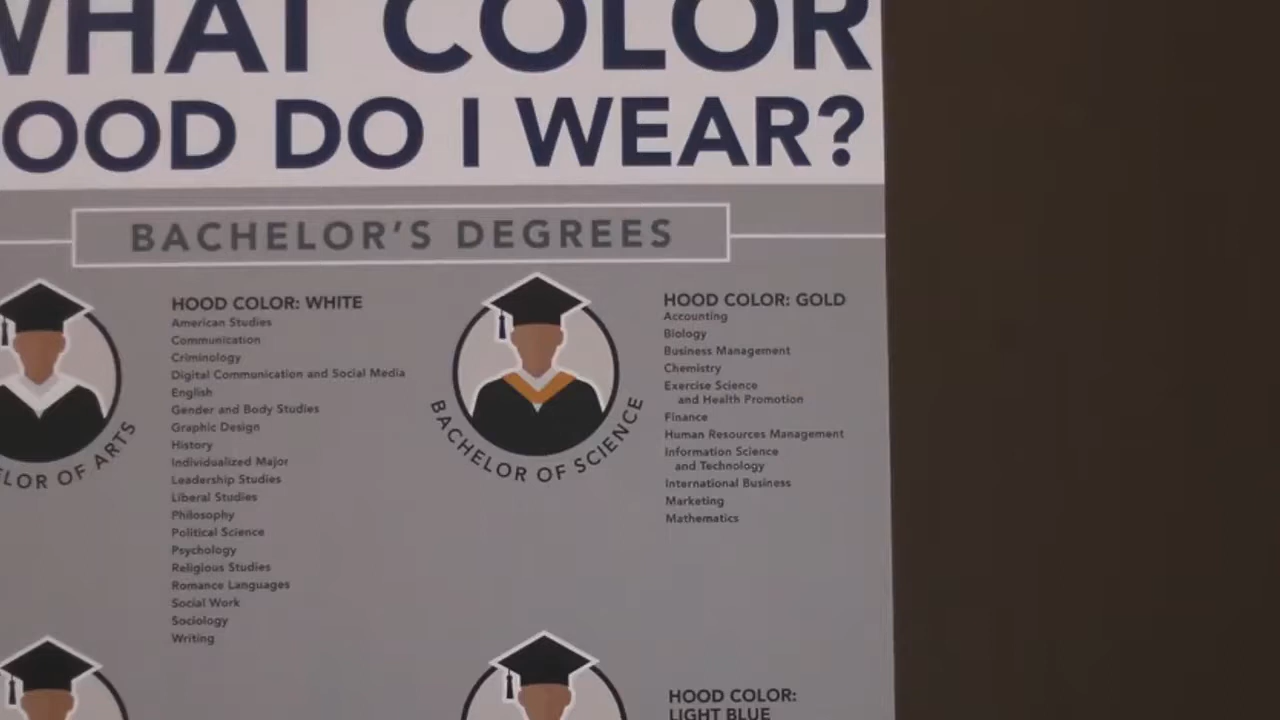 WHAT COLOR
OOD DO I WEAR?
BACHELOR'S DEGREES
HOOD COLOR: WHITE
American Studies
Communication
Criminology
Digital Communication and Social Media
English
Gender and Body Studies
Graphic Design
History
Individualized Major
Leadership Studies
Liberal Studies
Philosophy
Political Science
Psychology
Religious Studies
Romance Languages
Social Work
Sociology
Writing
ELOR OF ARTS
HOOD COLOR: GOLD
Accounting
Biology
Business Management
Chemistry
Exercise Science
and Health Promotion
Finance
Human Resources Management
Information Science
and Technology
International Business
Marketing
Mathematics
BACHELOR OF SCIENCE
HOOD COLOR:
LIGHT BLUE